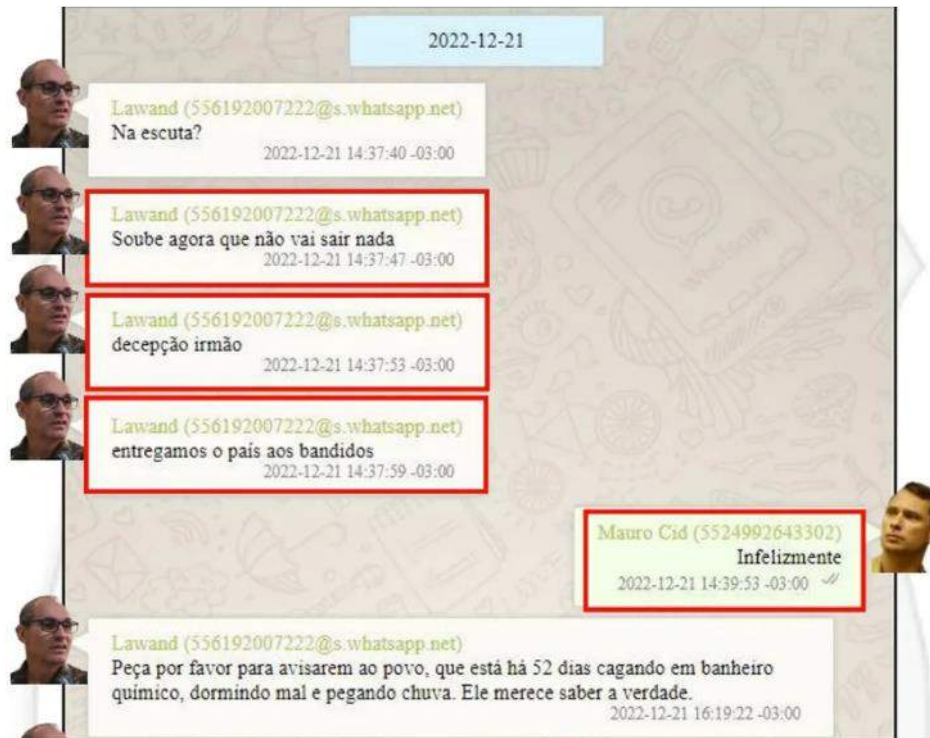 2022-12-21
Lawand (556192007222@s.whatsapp.net)
Na escuta?
2022-12-21 14:37:40 -03:00
Lawand (556192007222@s.whatsapp.net)
Soube agora que não vai sair nada
2022-12-21 14:37:47 -03:00
Lawand (556192007222@s.whatsapp.net)
decepção irmão
2022-12-21 14:37:53 -03:00
Lawand (556192007222@s.whatsapp.net)
entregamos o país aos bandidos
2022-12-21 14:37:59 -03:00
Mauro Cid (5524992643302)
Infelizmente
2022-12-21 14:39:53 -03:00
Lawand (556192007222@s.whatsapp.net)
Peça por favor para avisarem ao povo, que está há 52 dias cagando em banheiro
químico, dormindo mal e pegando chuva. Ele merece saber a verdade.
2022-12-21 16:19:22 -03:00